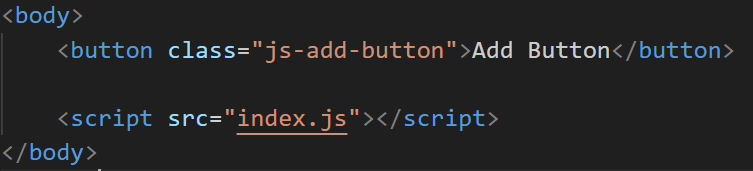 <body>
<button class="js-add-button">Add Button</button>
<script src="index.js"></script>
</body>